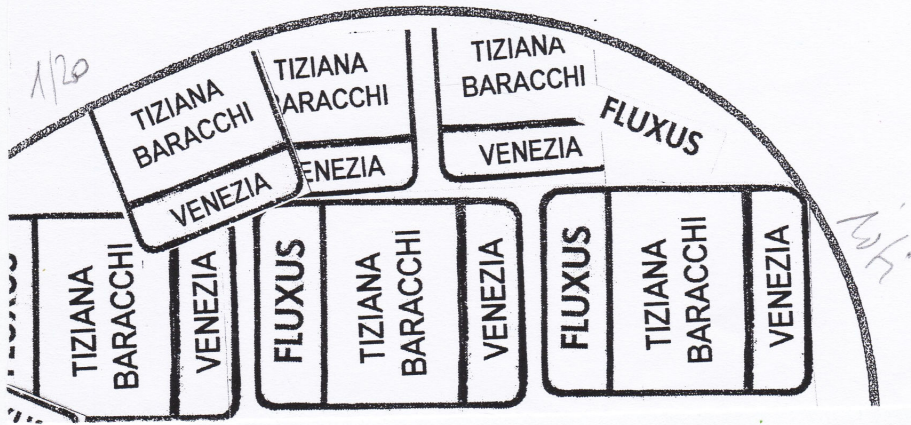 1/20
TIZIANA
BARACCHI
VENEZIA
TIZIANA
ARACCHI
ENEZIA
TIZIANA
BARACCHI
VENEZIA
FLUXUS
FLUXUS
TIZIANA
BARACCHI
VENEZIA
FLUXUS
TIZIANA
BARACCHI
VENEZIA
FLUXUS
TIZIANA
BARACCHI
VENEZIA